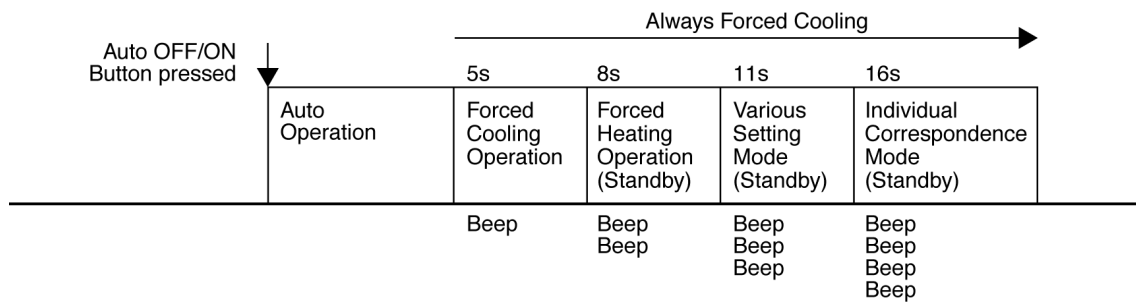 Always Forced Cooling
Auto OFF/ON
Button pressed
5s
8s
11s
16s
Auto
Operation
Forced
Cooling
Operation
Forced
Heating
Operation
(Standby)
Various
Setting
Mode
(Standby)
Individual
Correspondence
Mode
(Standby)
Beep
Beep
Beep
Beep
Beep
Beep
Beep
Beep
Beep
Beep